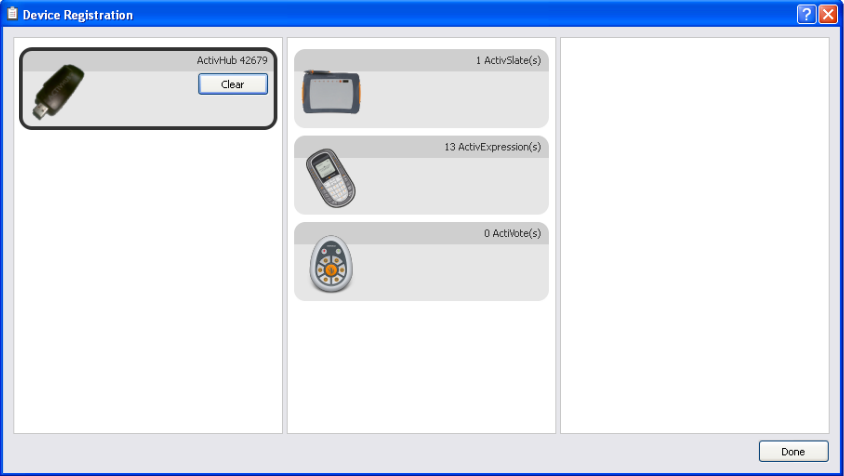 Device Registration
ActivHub 42679
Clear
1 ActivSlate(s)
13 ActivExpression(s)
0 ActiVote(s)
Done